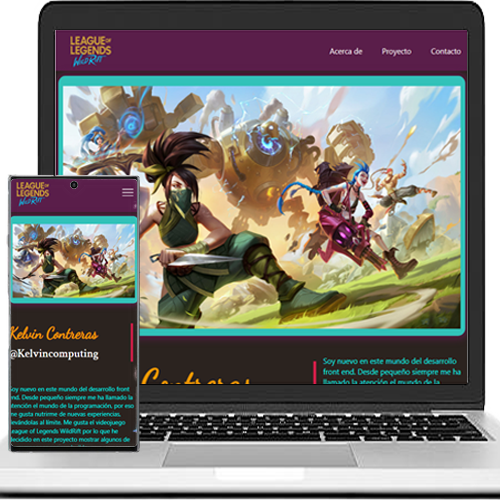 LEAGUE OF
LEGENDS
WILD RIFT
Acerca de Proyecto Contacto
Contreras
Soy nuevo en este mundo del desarrollo
front end. Desde pequeño siempre me ha
llamado la atención el mundo de la
LEAGUE OF
LEGENDS
WILD RIFT
Kelvin Contreras
@Kelvincomputing
Soy nuevo en este mundo del desarrollo front
end. Desde pequeño siempre me ha llamado la
atención el mundo de la programación, por eso
me gusta nutrirme de nuevas experiencias,
llevándolas al límite. Me gusta el videojuego
League of Legends WildRift por lo que he
decidido en este proyecto mostrar algunos de